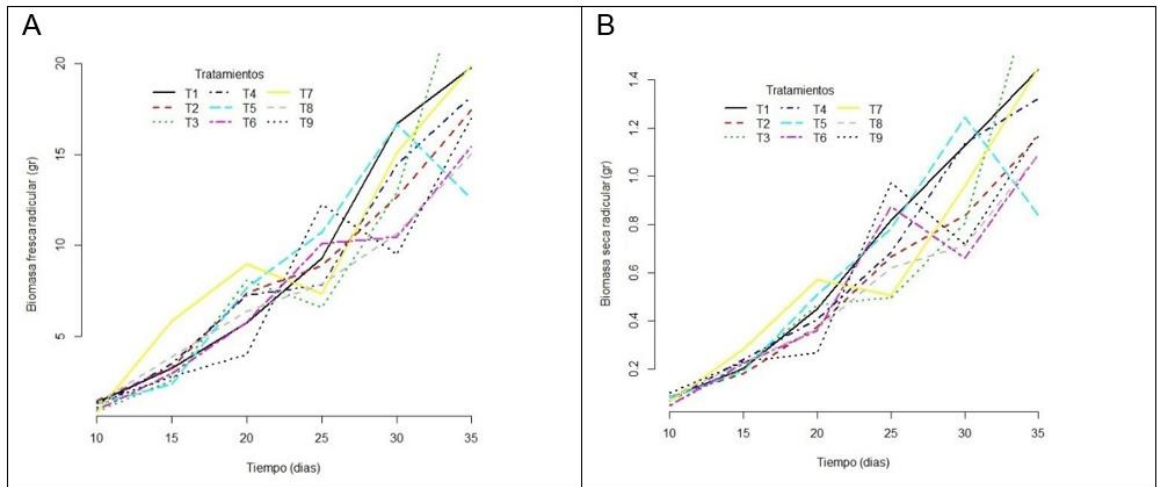 A
20
15
10
5
Biomasa fresca radicular (gr)
Tratamientos
T1 T4 T7
T2 T5 T8
T3 T6 T9
10 15 20 25 30 35
Tiempo (dias)
B
1.4
1.2
1.0
0.8
0.6
0.4
0.2
Biomasa seca radicular (gr)
Tratamientos
T1 T4 T7
T2 T5 T8
T3 T6 T9
10 15 20 25 30 35
Tiempo (dias)